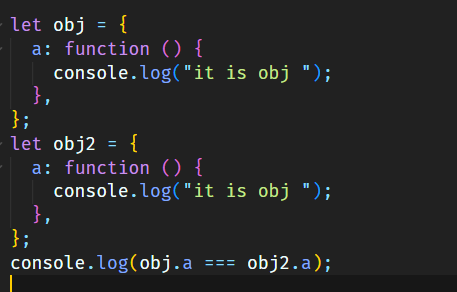 let obj = {
  a: function () {
    console.log("it is obj ");
  },
};
let obj2 = {
  a: function () {
    console.log("it is obj ");
  },
};
console.log(obj.a === obj2.a);